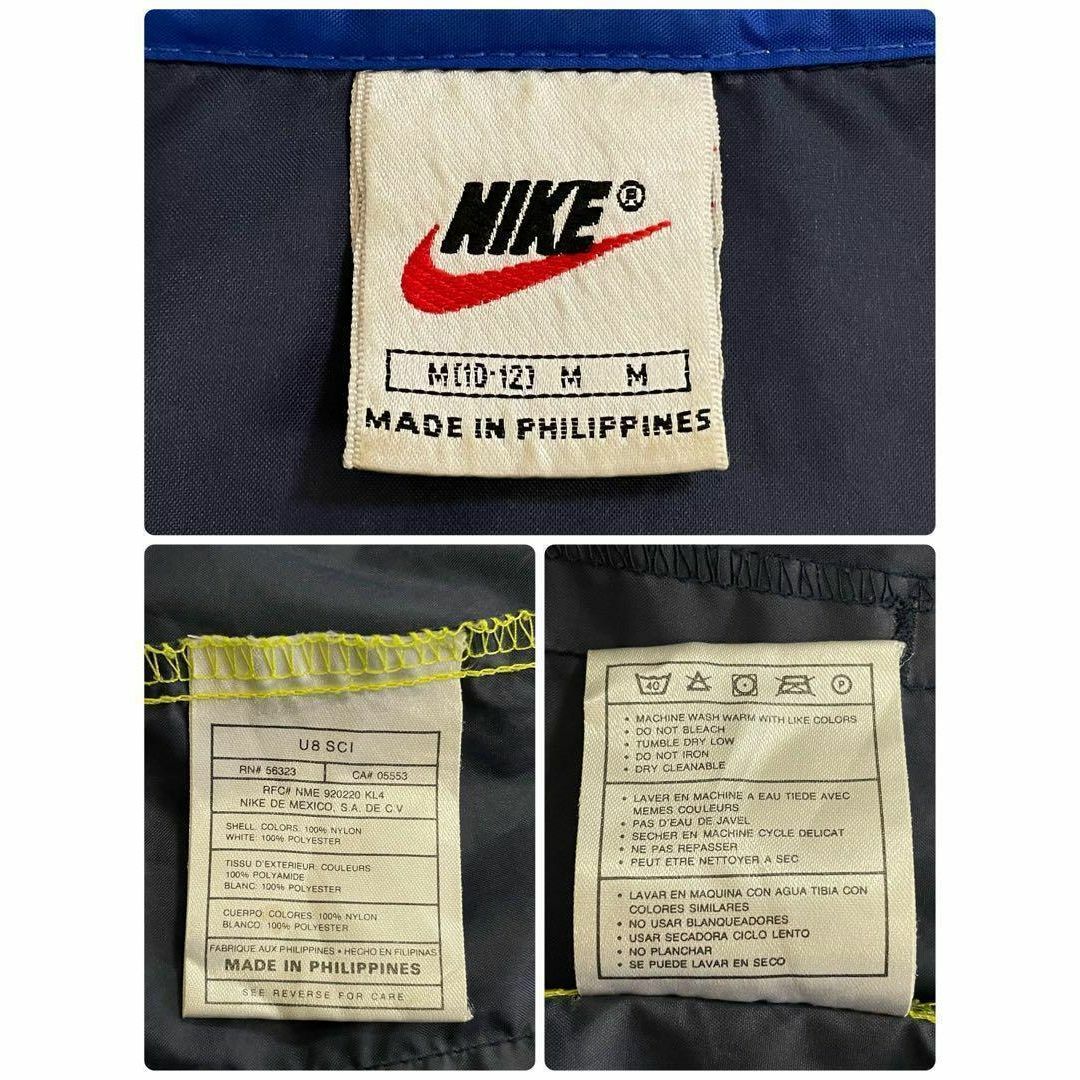 NIKE®
M(10-12) M M
MADE IN PHILIPPINES
U8 SCI
RN# 56323 CA# 05553
RFC# NME 920220 KL4
NIKE DE MEXICO, S.A. DE C.V
SHELL: COLORS: 100% NYLON
WHITE: 100% POLYESTER
TISSU D'EXTERIEUR: COULEURS
100% POLYAMIDE
BLANC: 100% POLYESTER
CUERPO: COLORES: 100% NYLON
BLANCO: 100% POLYESTER
FABRIQUE AUX PHILIPPINES • HECHO EN FILIPINAS
MADE IN PHILIPPINES
SEE REVERSE FOR CARE
40 P
• MACHINE WASH WARM WITH LIKE COLORS
• DO NOT BLEACH
• TUMBLE DRY LOW
• DO NOT IRON
• DRY CLEANABLE
• LAVER EN MACHINE A EAU TIEDE AVEC
MEMES COULEURS
• PAS D'EAU DE JAVEL
• SECHER EN MACHINE CYCLE DELICAT
• NE PAS REPASSER
• PEUT ETRE NETTOYER A SEC
• LAVAR EN MAQUINA CON AGUA TIBIA CON
COLORES SIMILARES
• NO USAR BLANQUEADORES
• USAR SECADORA CICLO LENTO
• NO PLANCHAR
• SE PUEDE LAVAR EN SECO